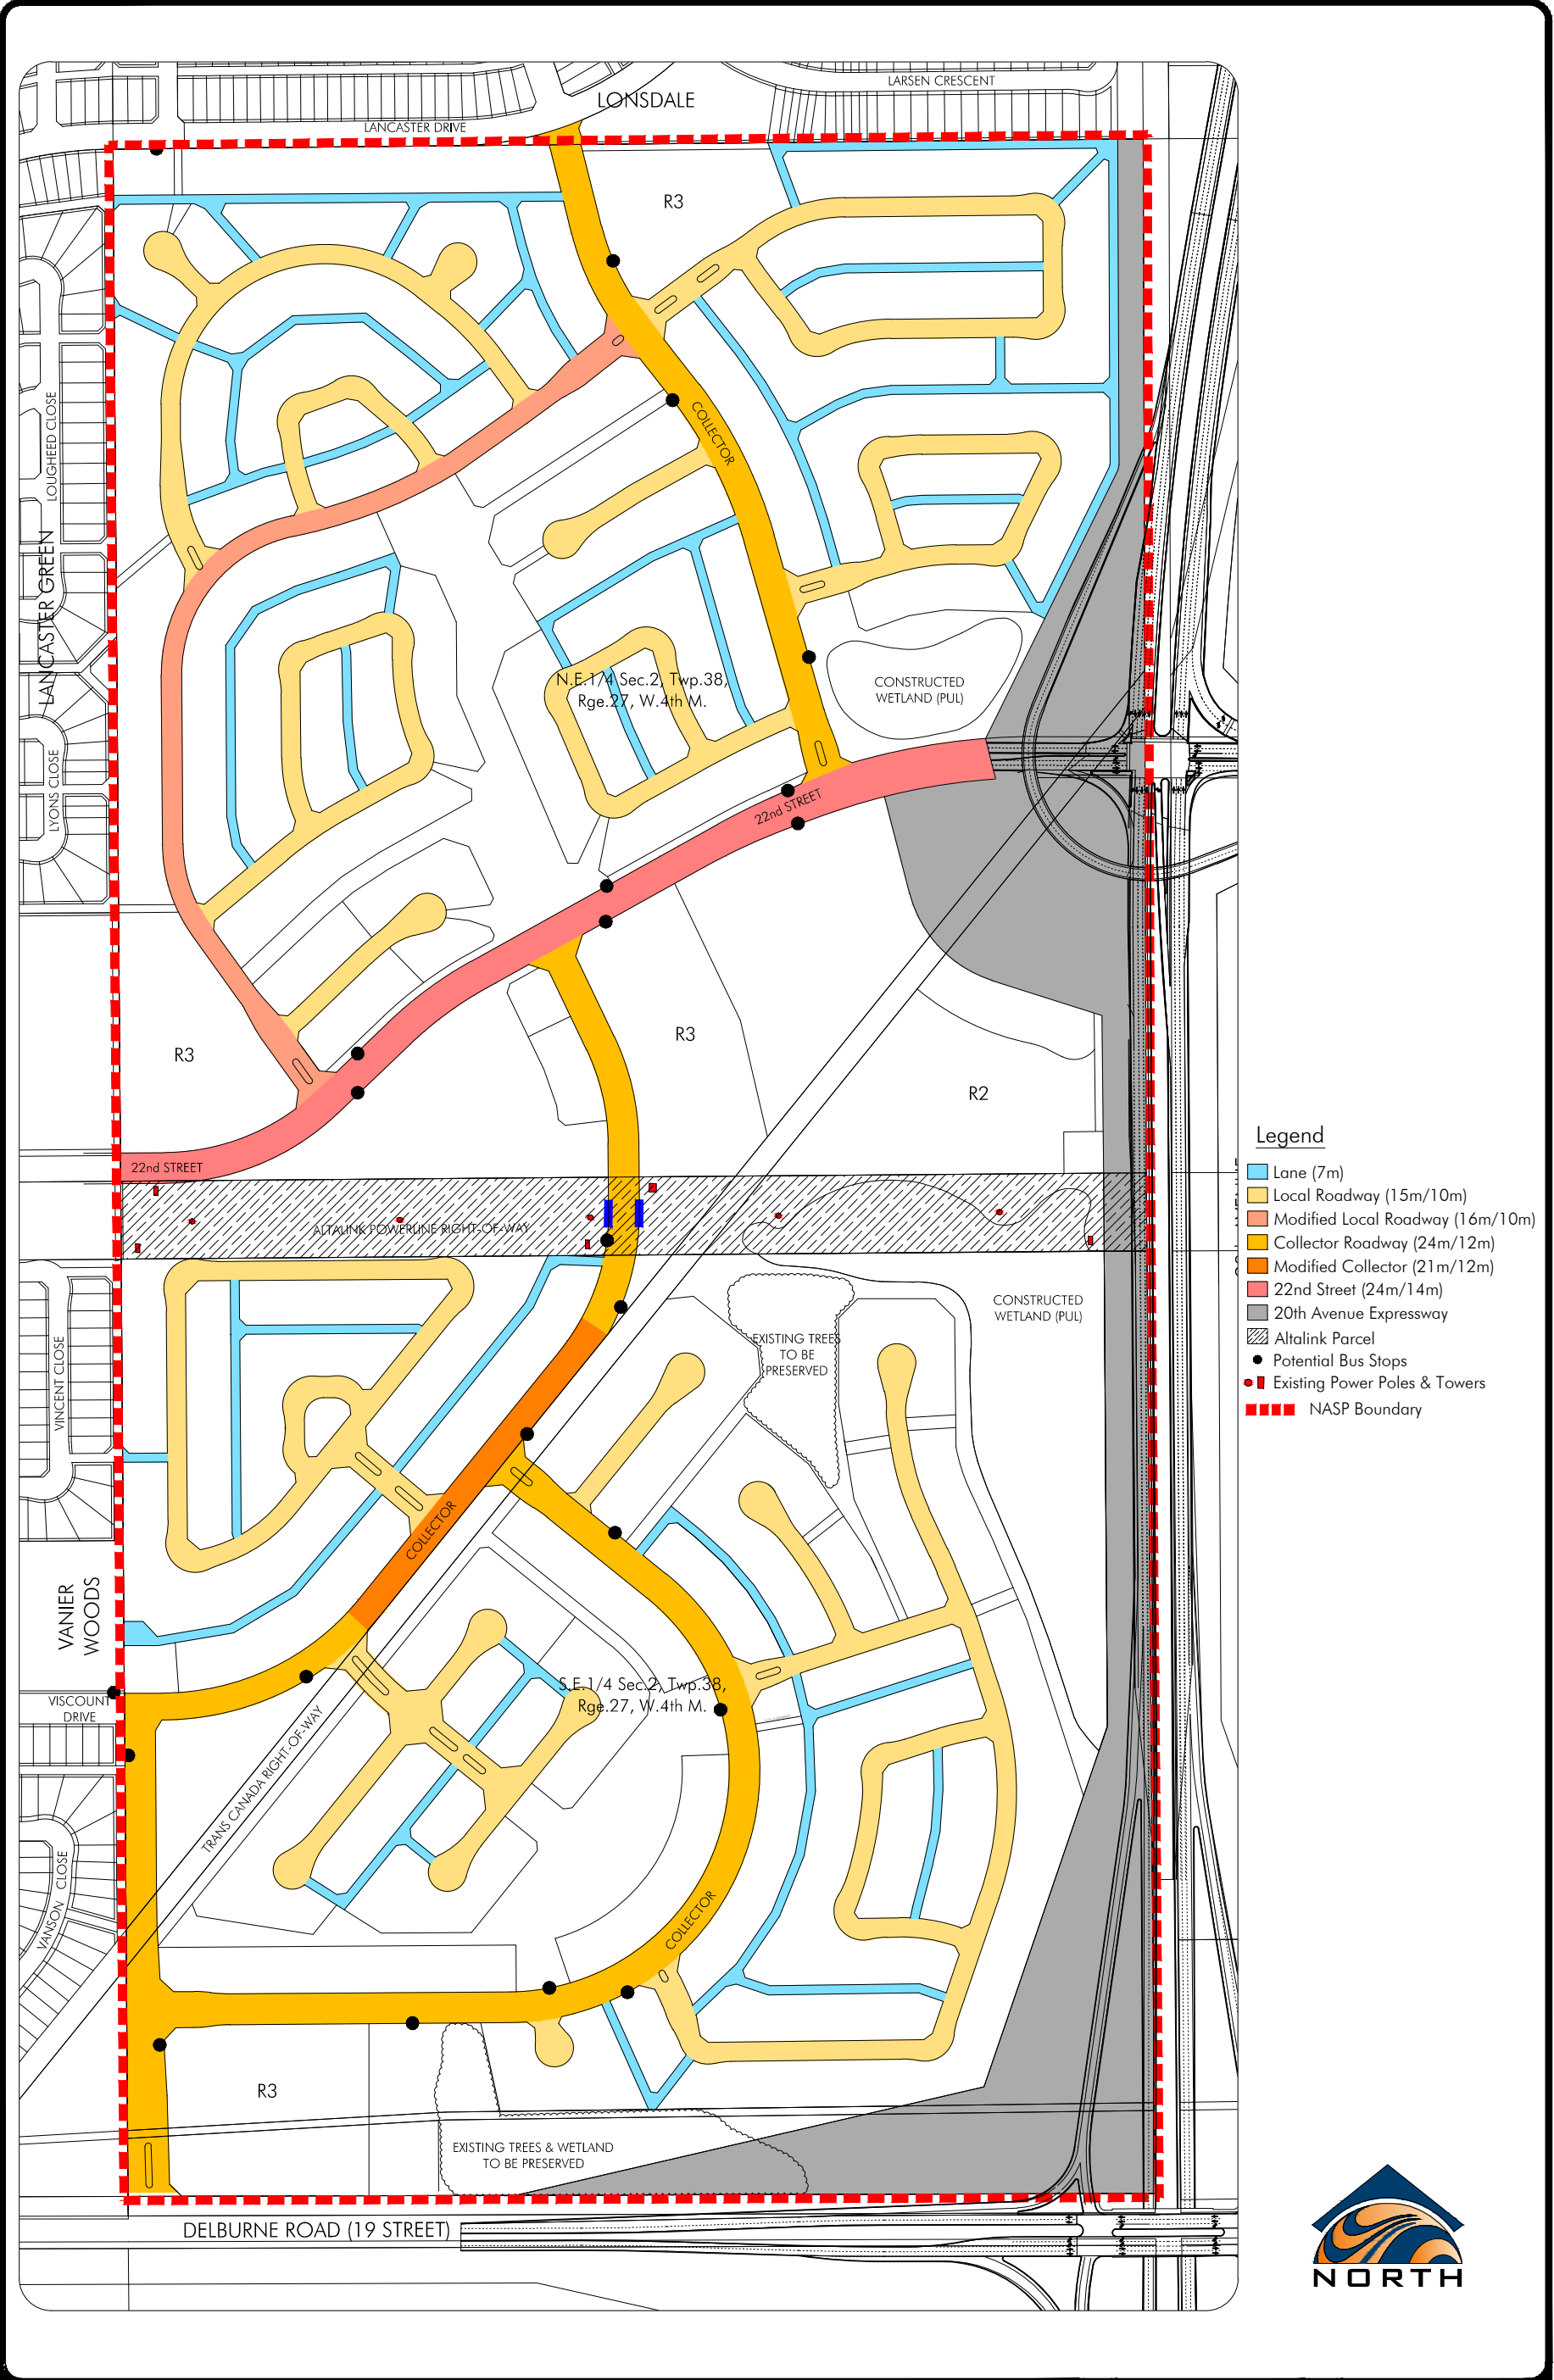 LARSEN CRESCENT
LONSDALE
LANCASTER DRIVE
R3
LOUGHEED CLOSE
COLLECTOR
LANCASTER GREEN
N.E.1/4 Sec.2, Twp.38,
Rge.27, W.4th M.
CONSTRUCTED
WETLAND (PUL)
LYONS CLOSE
22nd STREET
R3
R3
R2
22nd STREET
ALTALINK POWERLINE RIGHT-OF-WAY
CONSTRUCTED
WETLAND (PUL)
EXISTING TREES
TO BE
PRESERVED
VINCENT CLOSE
COLLECTOR
VANIER
WOODS
S.E.1/4 Sec.2, Twp.38,
Rge.27, W.4th M.
VISCOUNT
DRIVE
TRANS CANADA RIGHT-OF-WAY
VANSON CLOSE
COLLECTOR
R3
EXISTING TREES & WETLAND
TO BE PRESERVED
DELBURNE ROAD (19 STREET)
Legend
Lane (7m)
Local Roadway (15m/10m)
Modified Local Roadway (16m/10m)
Collector Roadway (24m/12m)
Modified Collector (21m/12m)
22nd Street (24m/14m)
20th Avenue Expressway
Altalink Parcel
Potential Bus Stops
Existing Power Poles & Towers
NASP Boundary
NORTH